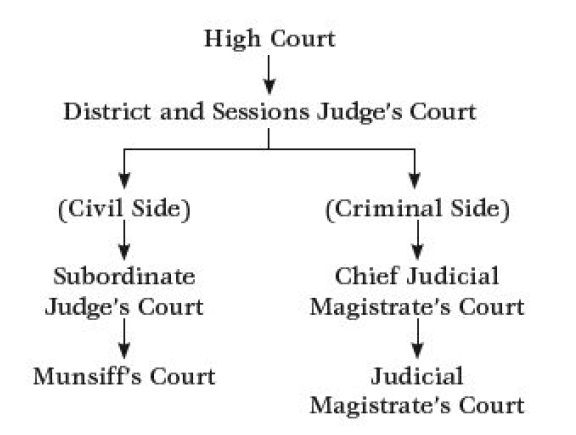 High Court
District and Sessions Judge's Court
(Civil Side)
(Criminal Side)
Subordinate
Judge's Court
Chief Judicial
Magistrate's Court
Munsiff's Court
Judicial
Magistrate's Court